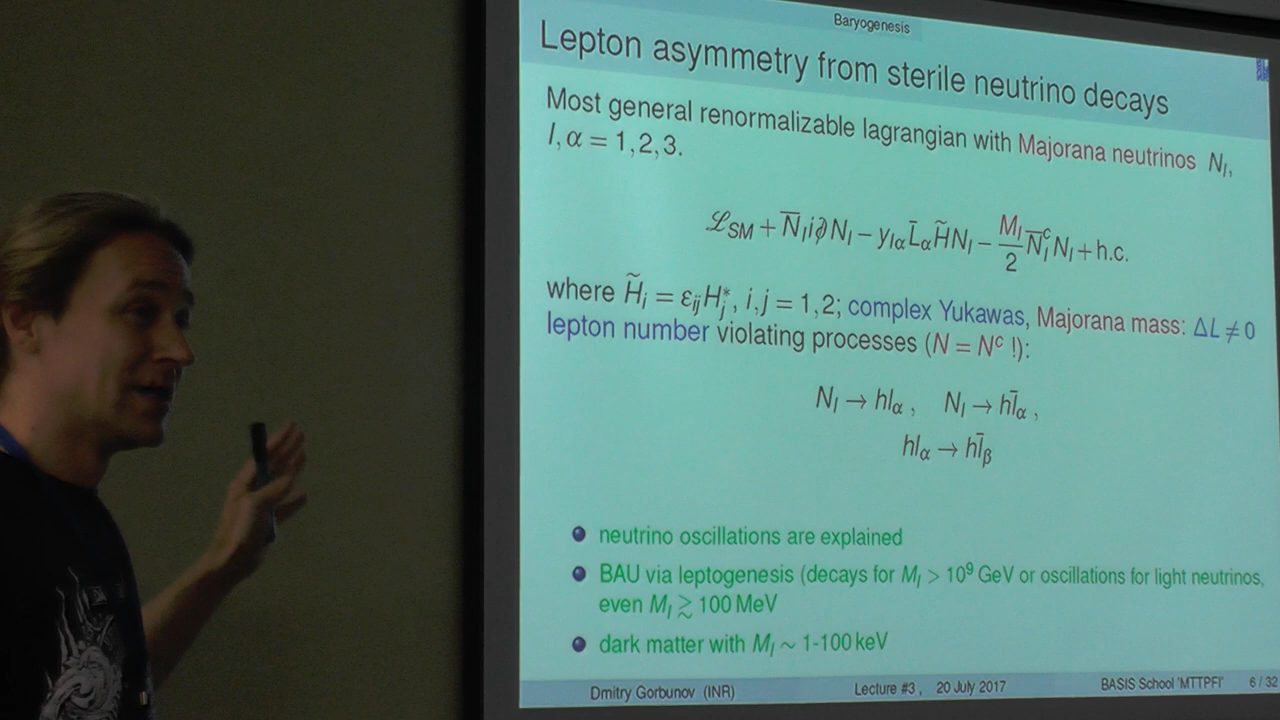 Baryogenesis
Lepton asymmetry from sterile neutrino decays
Most general renormalizable lagrangian with Majorana neutrinos N_I,
I, α = 1, 2, 3.
ℒ_SM + N̄_I i∂̸ N_I − y_Iα L̄_α H̃ N_I − M_I/2 N̄_I^c N_I + h.c.
where H̃_i = ε_ij H_j^*, i, j = 1, 2; complex Yukawas, Majorana mass: ΔL ≠ 0
lepton number violating processes (N = N^c !):
N_I → hl_α , N_I → hl̄_α ,
hl_α → hl̄_β
neutrino oscillations are explained
BAU via leptogenesis (decays for M_I > 10^9 GeV or oscillations for light neutrinos,
even M_I ≳ 100 MeV
dark matter with M_I ∼ 1-100 keV
Dmitry Gorbunov (INR) Lecture #3 , 20 July 2017 BASIS School 'MTTPFI' 6 / 32